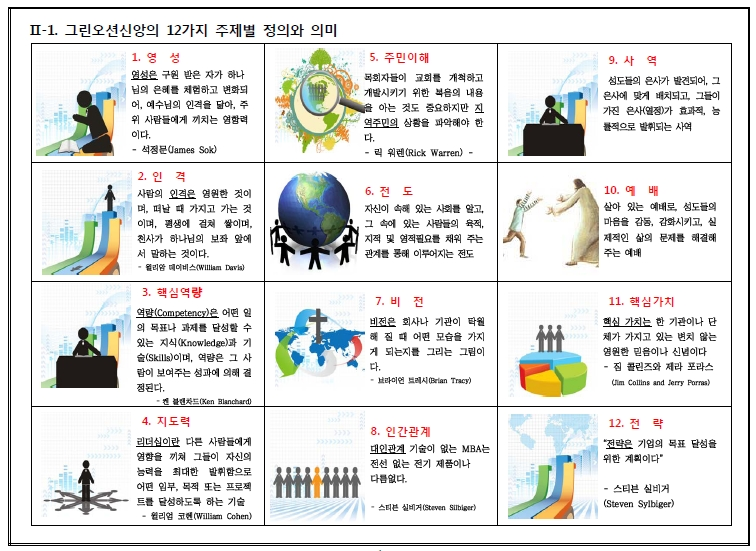 Ⅱ-1. 그린오션신앙의 12가지 주제별 정의와 의미
1. 영 성
영성은 구원 받은 자가 하나
님의 은혜를 체험하고 변화되
어, 예수님의 인격을 닮아, 주
위 사람들에게 끼치는 영향력
이다.
- 석정문(James Sok)
2. 인 격
사람의 인격은 영원한 것이
며, 떠날 때 가지고 가는 것
이며, 평생에 걸쳐 쌓이며,
천사가 하나님의 보좌 앞에
서 말하는 것이다.
- 윌리암 데이비스(William Davis)
3. 핵심역량
역량(Competency)은 어떤 일
의 목표나 과제를 달성할 수
있는 지식(Knowledge)과 기
술(Skills)이며, 역량은 그 사
람이 보여주는 성과에 의해 결
정된다.
- 켄 블랜차드(Ken Blanchard)
4. 지도력
리더십이란 다른 사람들에게
영향을 끼쳐 그들이 자신의
능력을 최대한 발휘함으로
어떤 임무, 목적 또는 프로젝
트를 달성하도록 하는 기술
- 윌리엄 코헨(William Cohen)
5. 주민이해
목회자들이 교회를 개척하고
개발시키기 위한 복음의 내용
을 아는 것도 중요하지만 지
역주민의 상황을 파악해야 한
다.
- 릭 위렌(Rick Warren) -
6. 전 도
자신이 속해 있는 사회를 알고,
그 속에 있는 사람들의 육적,
지적 및 영적필요를 채워 주는
관계를 통해 이루어지는 전도
7. 비 전
비전은 회사나 기관이 탁월
해 질 때 어떤 모습을 가지
게 되는지를 그리는 그림이
다.
- 브라이언 트레시(Brian Tracy)
8. 인간관계
대인관계 기술이 없는 MBA는
전선 없는 전기 제품이나
다름없다.
- 스티븐 실비거(Steven Silbiger)
9. 사 역
성도들의 은사가 발견되어, 그
은사에 맞게 배치되고, 그들이
가진 은사(열정)가 효과적, 능
률적으로 발휘되는 사역
10. 예 배
살아 있는 예배로, 성도들의
마음을 감동, 감화시키고, 실
제적인 삶의 문제를 해결해
주는 예배
11. 핵심가치
핵심 가치는 한 기관이나 단
체가 가지고 있는 변치 않는
영원한 믿음이나 신념이다
- 짐 콜린즈와 제라 포라스
(Jim Collins and Jerry Porras)
12. 전 략
"전략은 기업의 목표 달성을
위한 계획이다"
- 스티븐 실비거
(Steven Sylbiger)